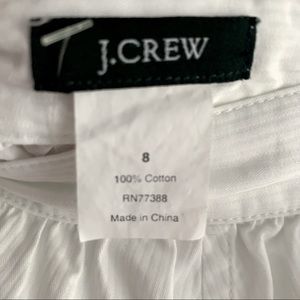 J.CREW
8
100% Cotton
RN77388
Made in China